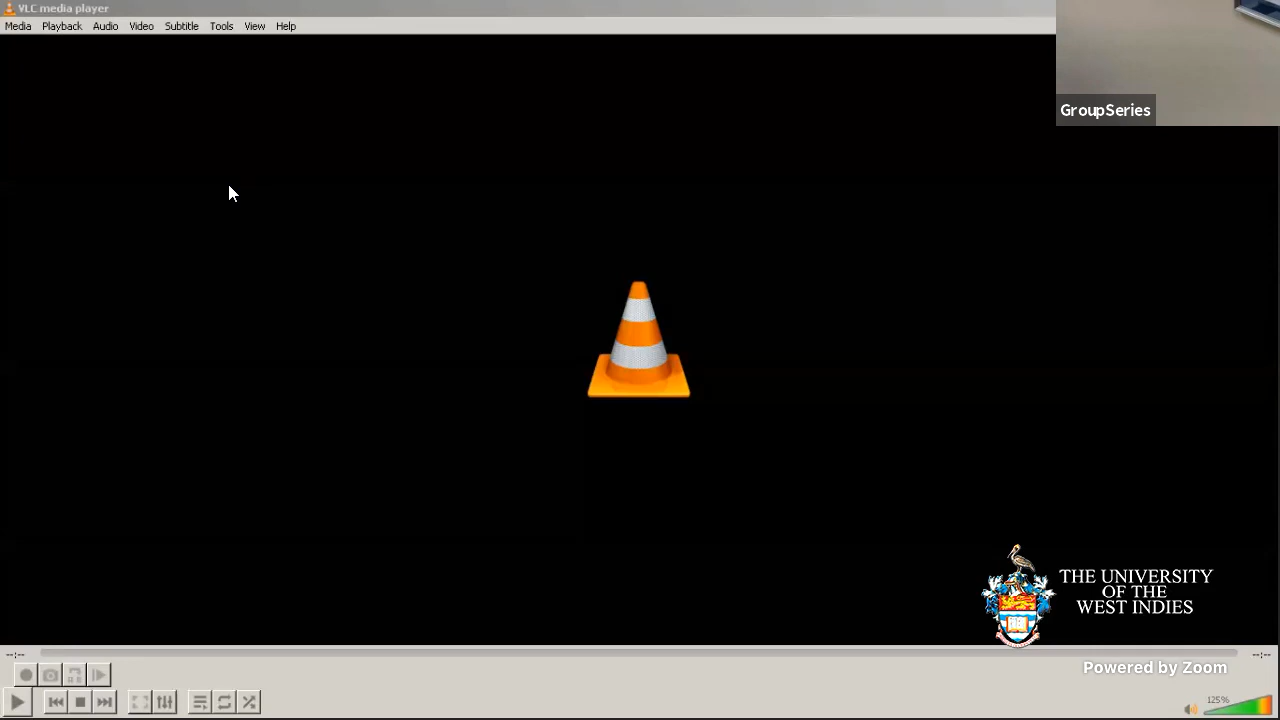 VLC media player
Media Playback Audio Video Subtitle Tools View Help
GroupSeries
THE UNIVERSITY
OF THE
WEST INDIES
--:-- --:--
Powered by Zoom
125%